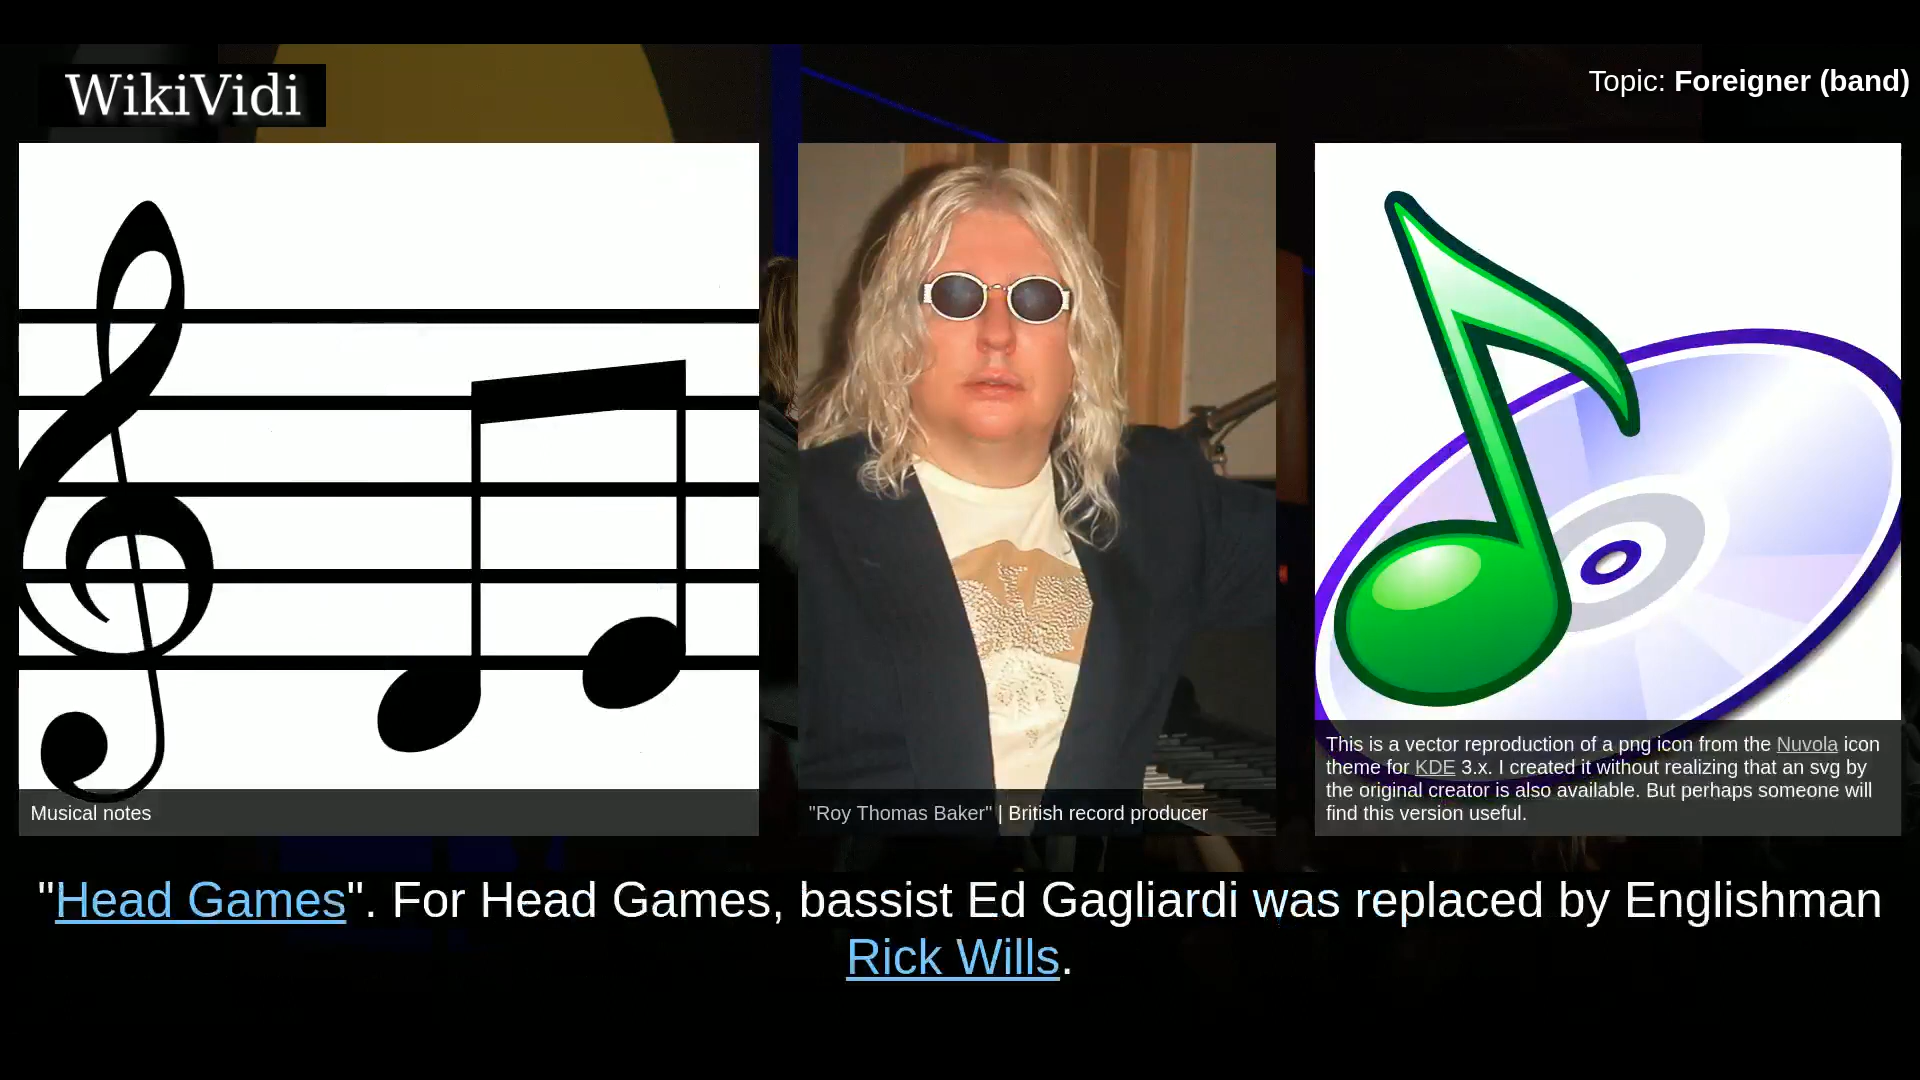 WikiVidi
Topic: Foreigner (band)
Musical notes
"Roy Thomas Baker" | British record producer
This is a vector reproduction of a png icon from the Nuvola icon
theme for KDE 3.x. I created it without realizing that an svg by
the original creator is also available. But perhaps someone will
find this version useful.
"Head Games". For Head Games, bassist Ed Gagliardi was replaced by Englishman
Rick Wills.